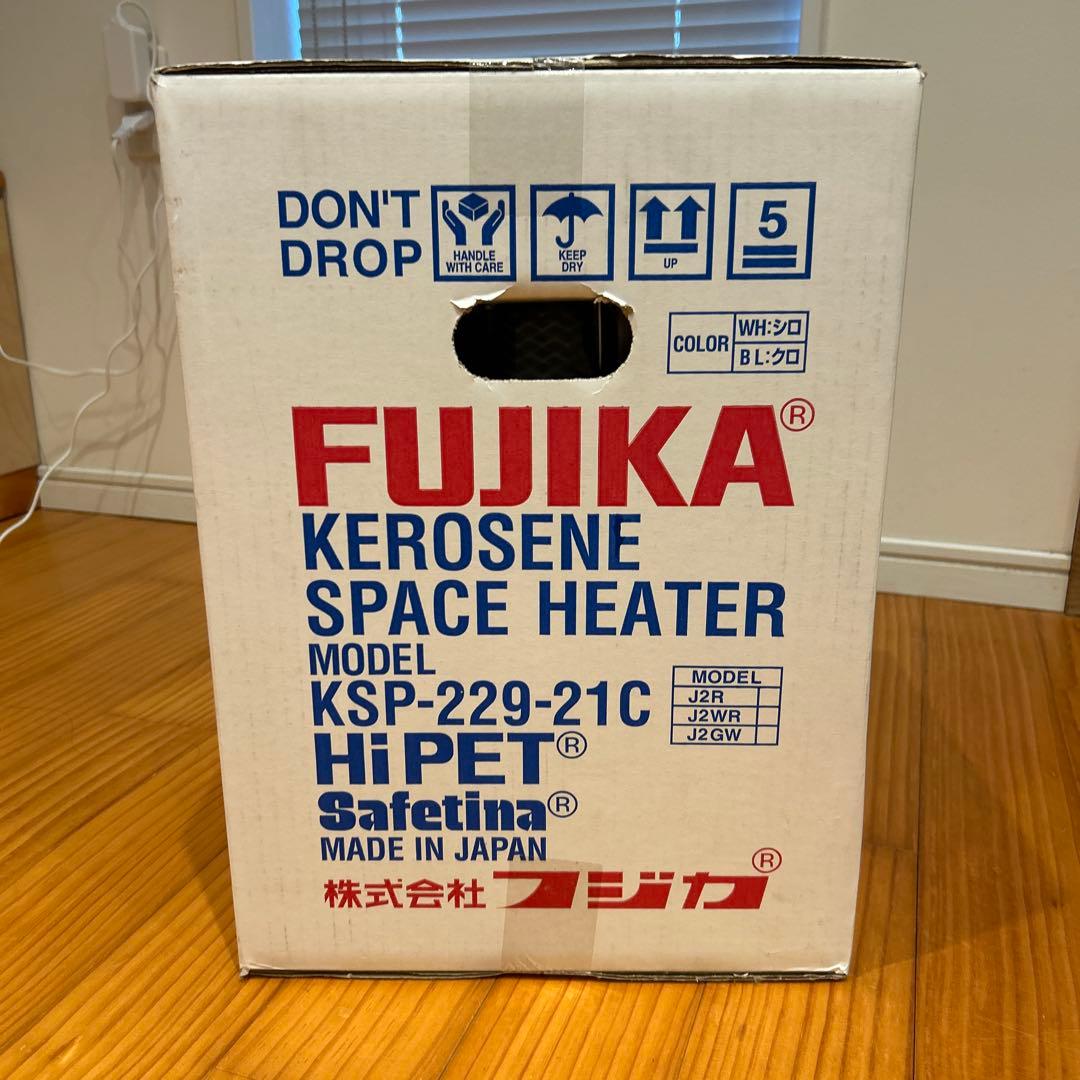 DON'T
DROP
HANDLE
WITH CARE
KEEP
DRY
UP
5
COLOR
WH:シロ
BL:クロ
FUJIKA®
KEROSENE
SPACE HEATER
MODEL
KSP-229-21C
MODEL
J2R
J2WR
J2GW
HiPET®
Safetina®
MADE IN JAPAN
株式会社フジカ®